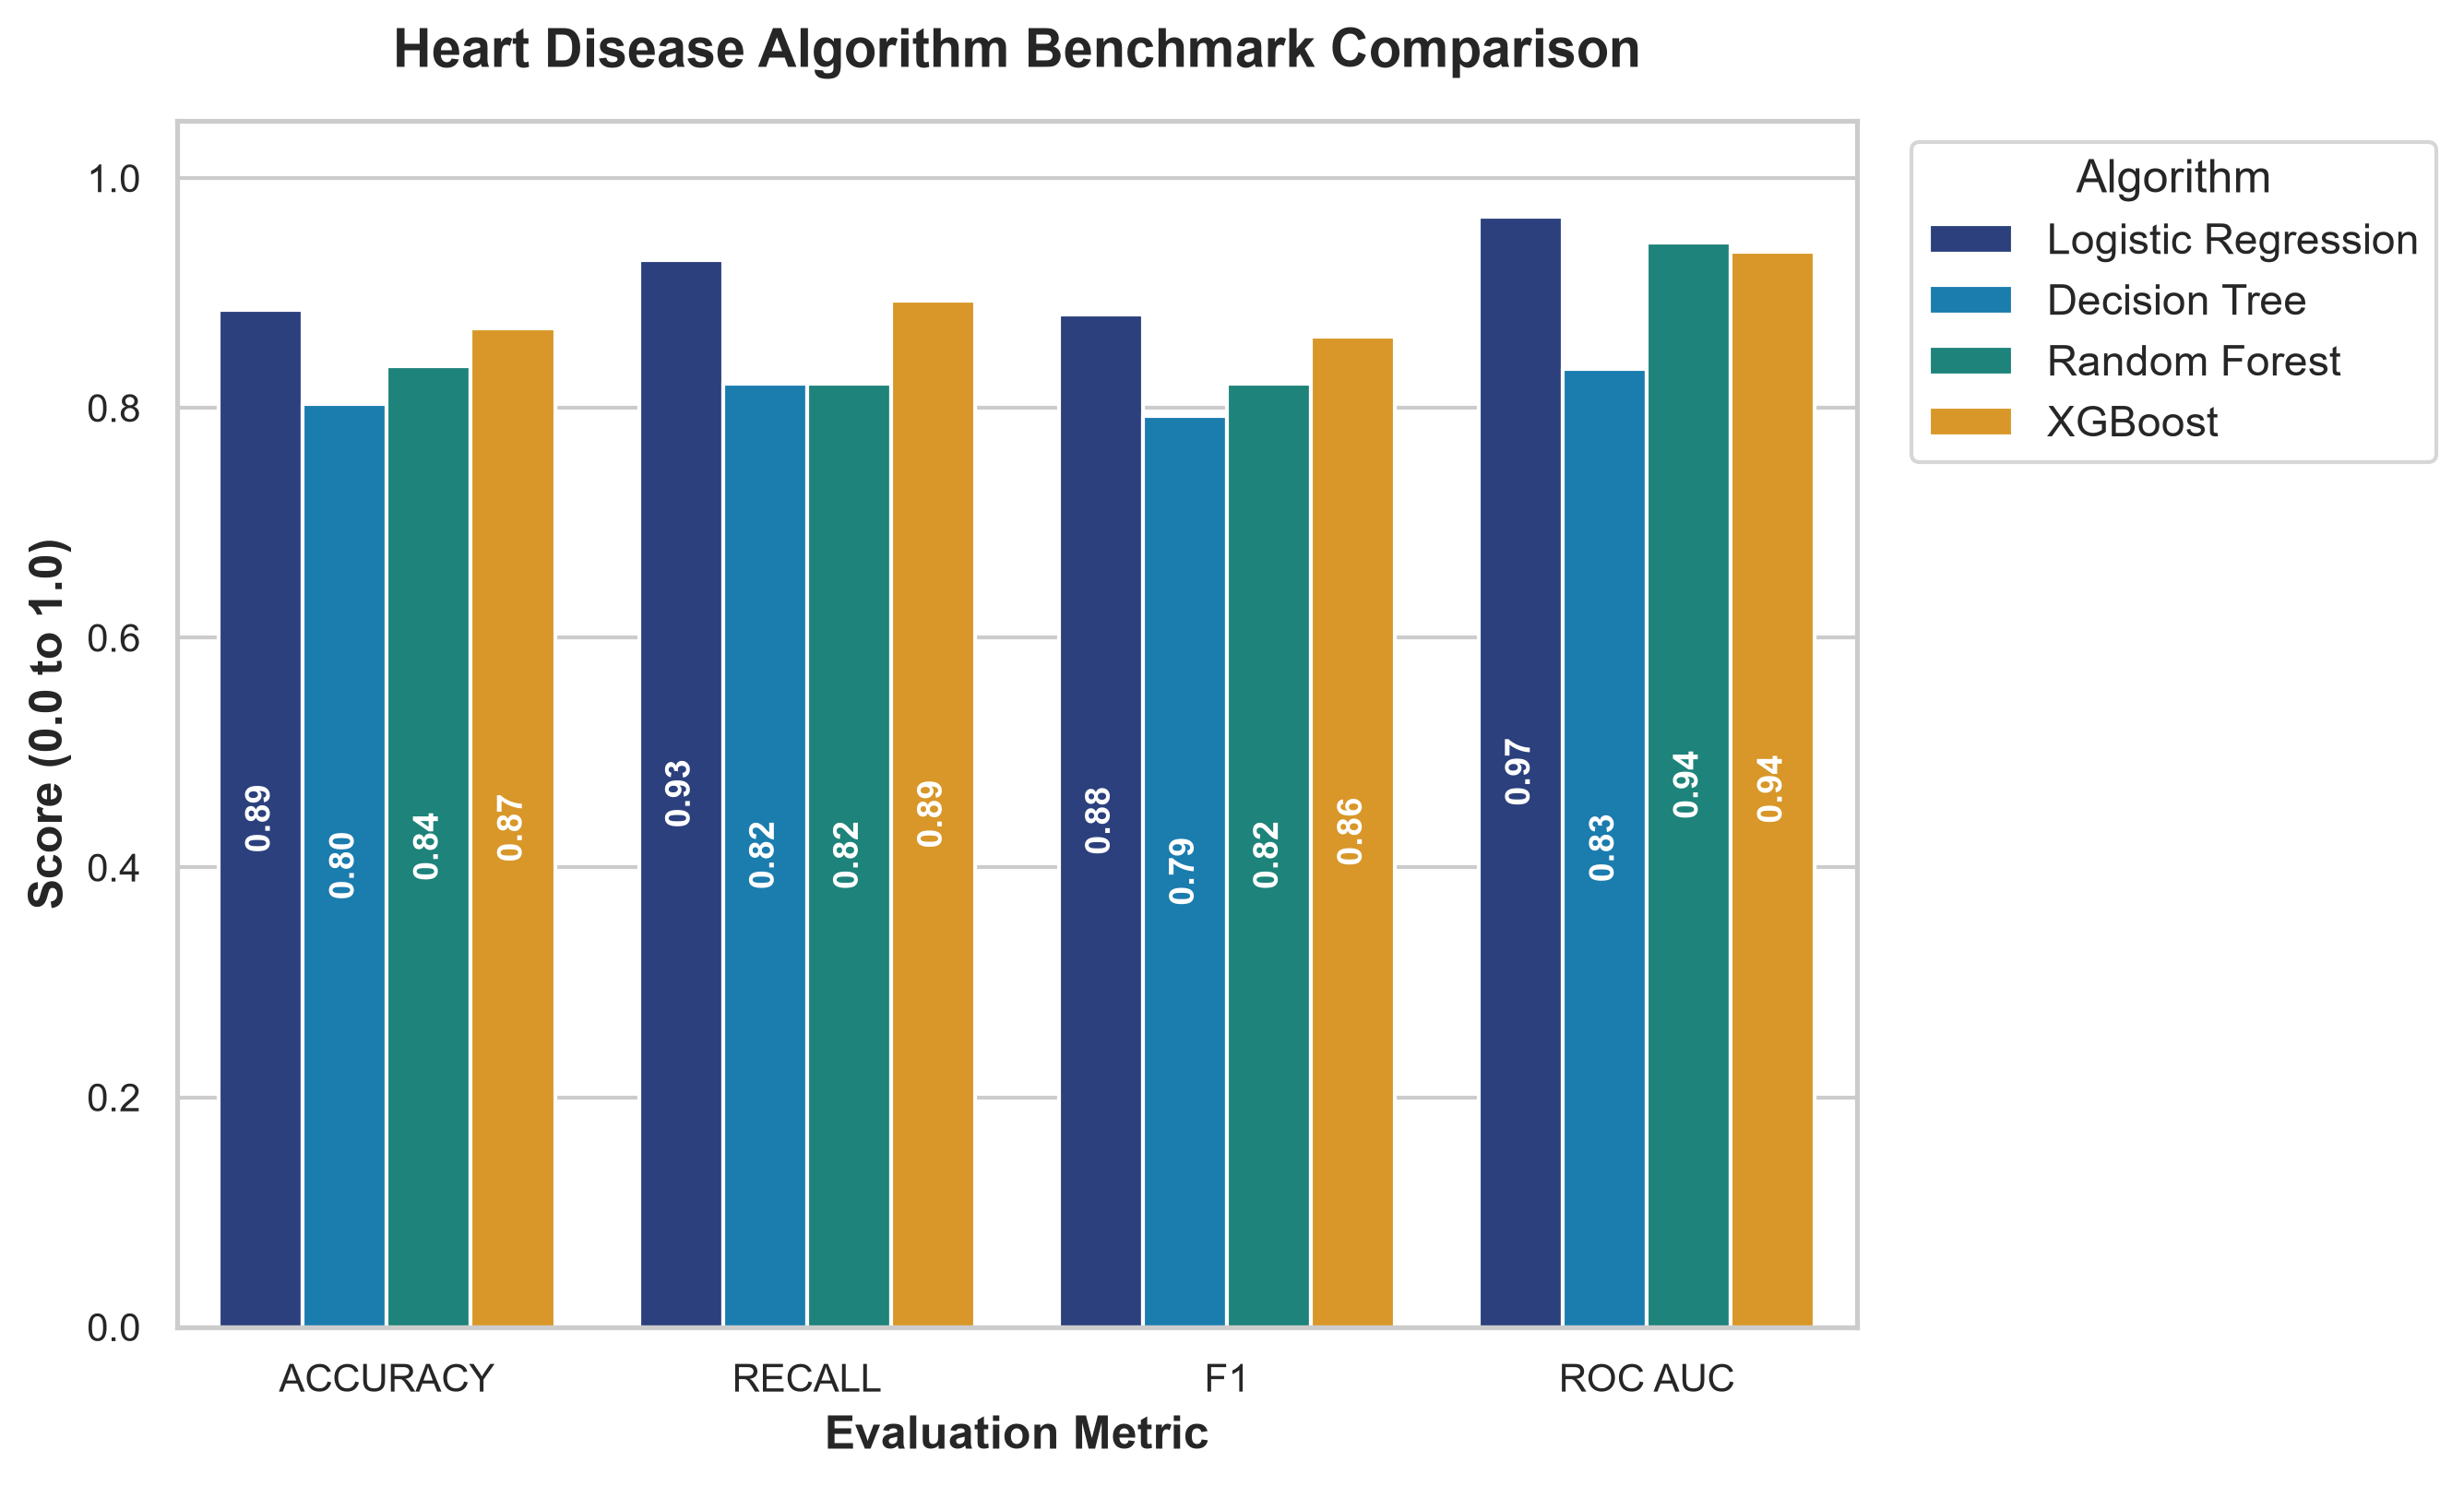 Heart Disease Algorithm Benchmark Comparison
Score (0.0 to 1.0)
1.0
0.8
0.6
0.4
0.2
0.0
0.89
0.80
0.84
0.87
0.93
0.82
0.82
0.89
0.88
0.79
0.82
0.86
0.97
0.83
0.94
0.94
ACCURACY
RECALL
F1
ROC AUC
Evaluation Metric
Algorithm
Logistic Regression
Decision Tree
Random Forest
XGBoost